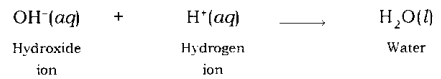 OH⁻(aq) + H⁺(aq) ⟶ H₂O(l)
Hydroxide Hydrogen Water
ion ion